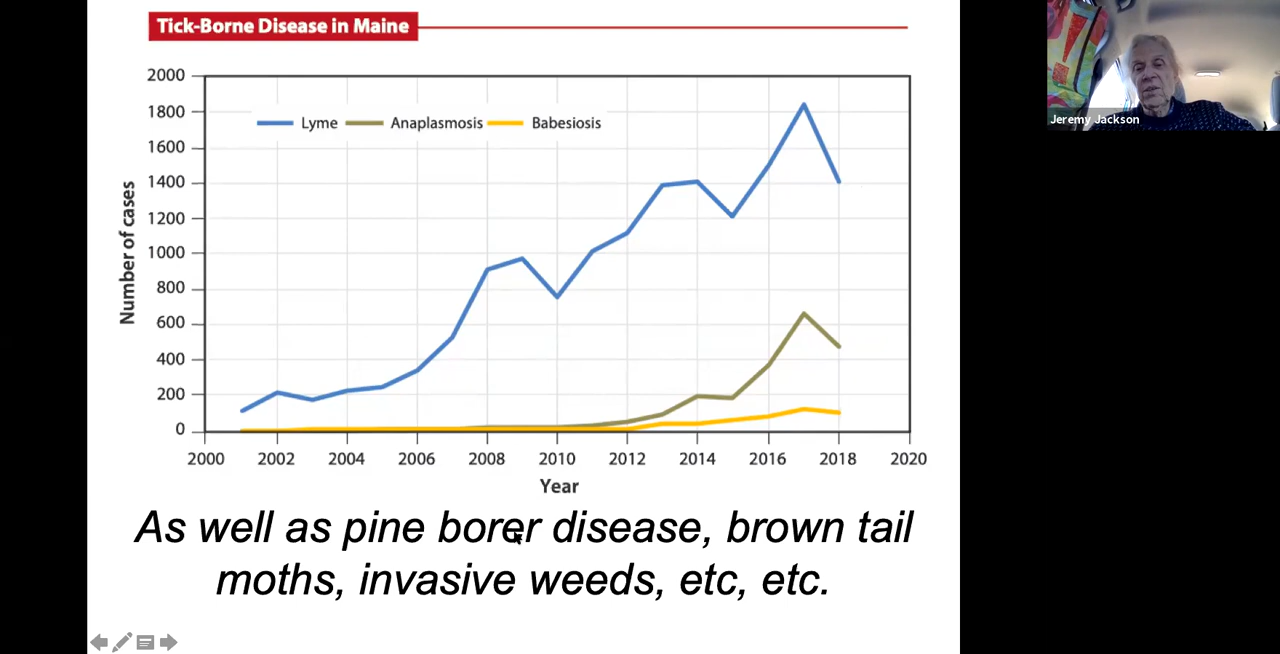 Tick-Borne Disease in Maine
2000
1800
1600
1400
1200
1000
800
600
400
200
0
Number of cases
Lyme Anaplasmosis Babesiosis
2000 2002 2004 2006 2008 2010 2012 2014 2016 2018 2020
Year
As well as pine borer disease, brown tail
moths, invasive weeds, etc, etc.
Jeremy Jackson